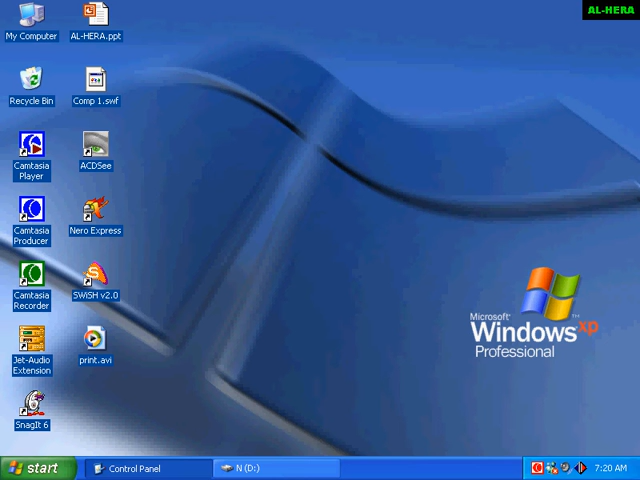 AL-HERA
My Computer
AL-HERA.ppt
Recycle Bin
Comp 1.swf
Camtasia
Player
ACDSee
Camtasia
Producer
Nero Express
Camtasia
Recorder
SWiSH v2.0
Jet-Audio
Extension
print.avi
SnagIt 6
Microsoft
Windows xp
Professional
start
Control Panel
N (D:)
7:20 AM